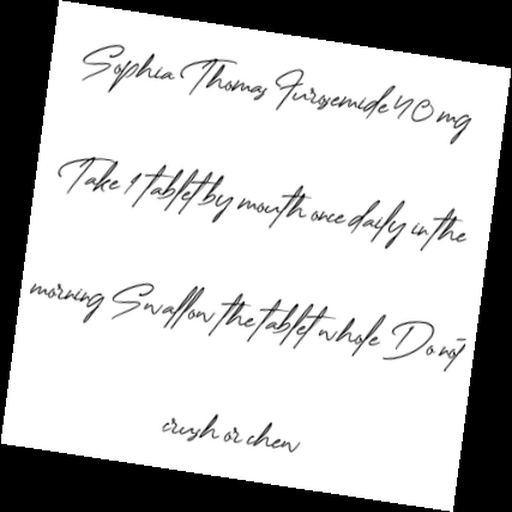 Sophia Thomas Furosemide 40 mg
Take 1 tablet by mouth once daily in the
morning Swallow the tablet whole Do not
crush or chew